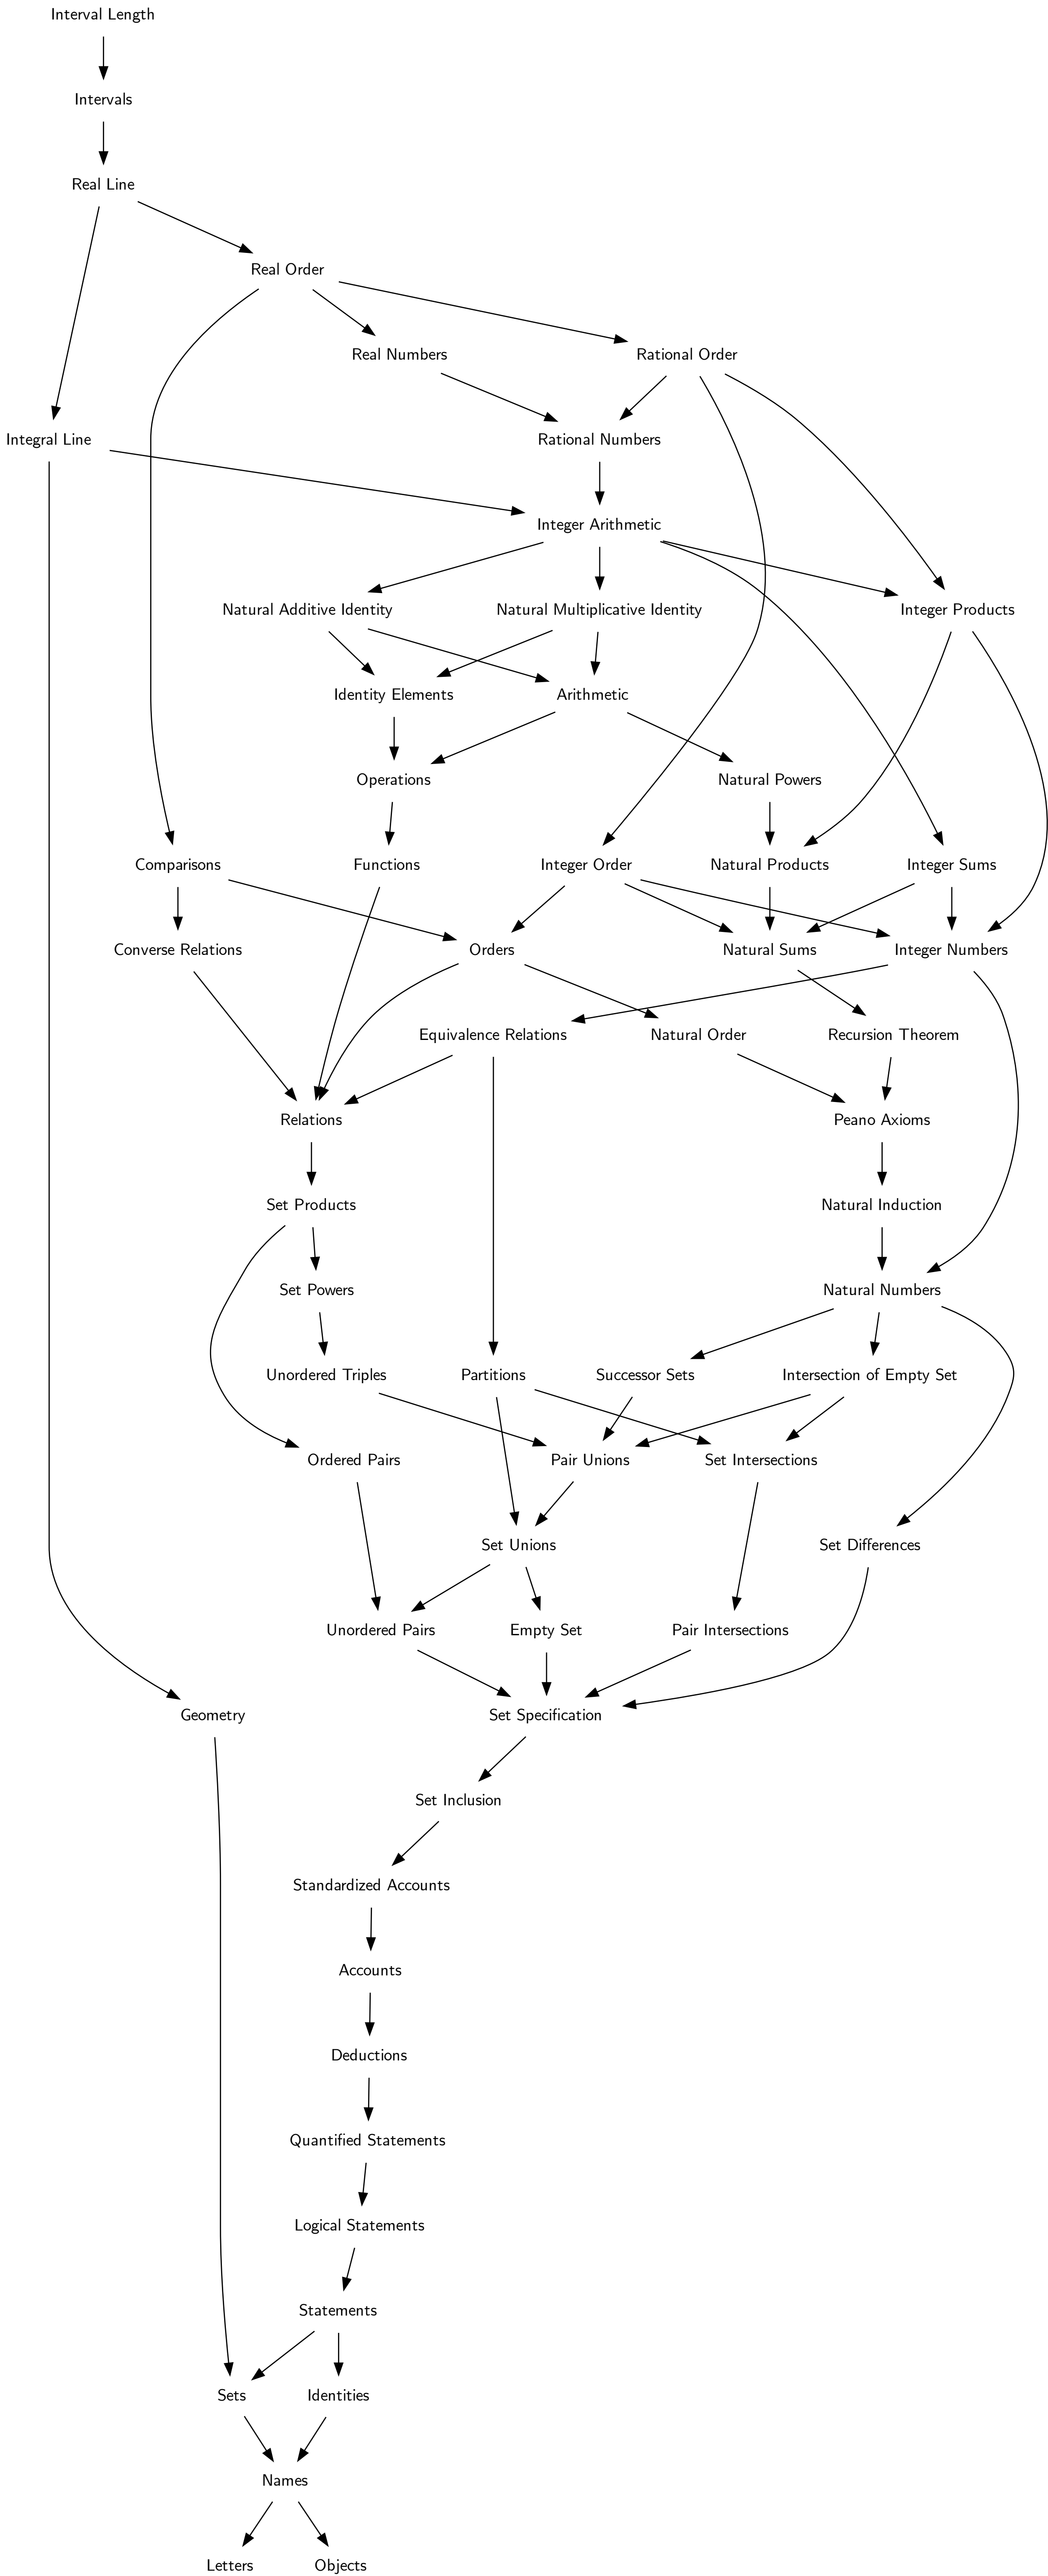 Interval Length
Intervals
Real Line
Real Order
Real Numbers
Rational Order
Integral Line
Rational Numbers
Integer Arithmetic
Natural Additive Identity
Natural Multiplicative Identity
Integer Products
Identity Elements
Arithmetic
Operations
Natural Powers
Comparisons
Functions
Integer Order
Natural Products
Integer Sums
Converse Relations
Orders
Natural Sums
Integer Numbers
Equivalence Relations
Natural Order
Recursion Theorem
Relations
Peano Axioms
Set Products
Natural Induction
Set Powers
Natural Numbers
Unordered Triples
Partitions
Successor Sets
Intersection of Empty Set
Ordered Pairs
Pair Unions
Set Intersections
Set Unions
Set Differences
Unordered Pairs
Empty Set
Pair Intersections
Geometry
Set Specification
Set Inclusion
Standardized Accounts
Accounts
Deductions
Quantified Statements
Logical Statements
Statements
Sets
Identities
Names
Letters
Objects